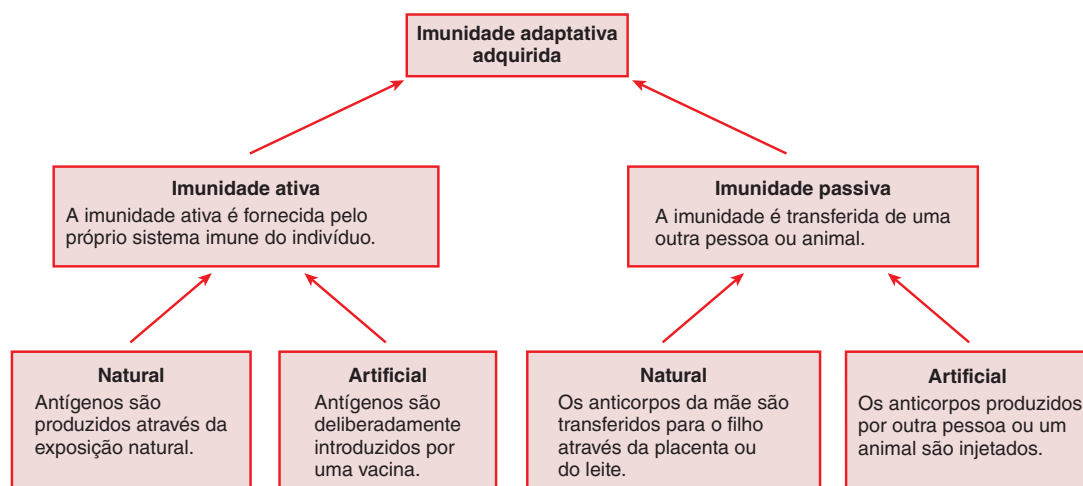 Imunidade adaptativa
adquirida
Imunidade ativa
A imunidade ativa é fornecida pelo
próprio sistema imune do indivíduo.
Imunidade passiva
A imunidade é transferida de uma
outra pessoa ou animal.
Natural
Antígenos são
produzidos através da
exposição natural.
Artificial
Antígenos são
deliberadamente
introduzidos por
uma vacina.
Natural
Os anticorpos da mãe são
transferidos para o filho
através da placenta ou
do leite.
Artificial
Os anticorpos produzidos
por outra pessoa ou um
animal são injetados.